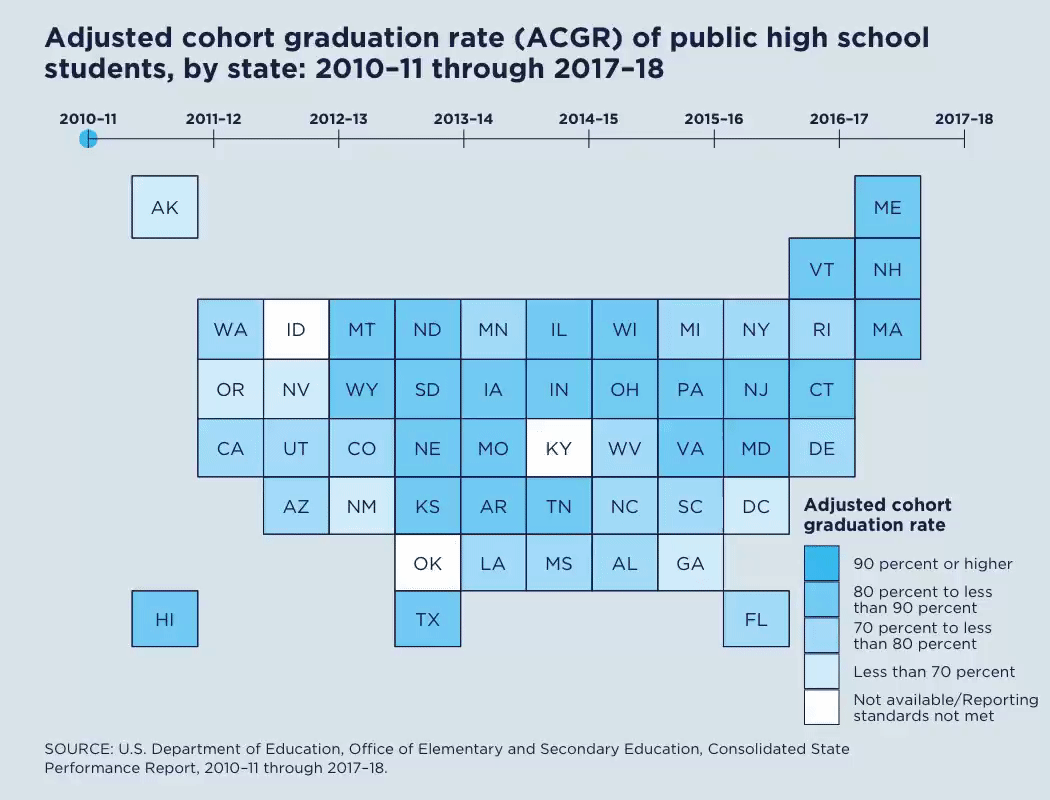 Adjusted cohort graduation rate (ACGR) of public high school
students, by state: 2010–11 through 2017–18
2010–11 2011–12 2012–13 2013–14 2014–15 2015–16 2016–17 2017–18
AK ME
VT NH
WA ID MT ND MN IL WI MI NY RI MA
OR NV WY SD IA IN OH PA NJ CT
CA UT CO NE MO KY WV VA MD DE
AZ NM KS AR TN NC SC DC
OK LA MS AL GA
HI TX FL
Adjusted cohort
graduation rate
90 percent or higher
80 percent to less
than 90 percent
70 percent to less
than 80 percent
Less than 70 percent
Not available/Reporting
standards not met
SOURCE: U.S. Department of Education, Office of Elementary and Secondary Education, Consolidated State
Performance Report, 2010–11 through 2017–18.